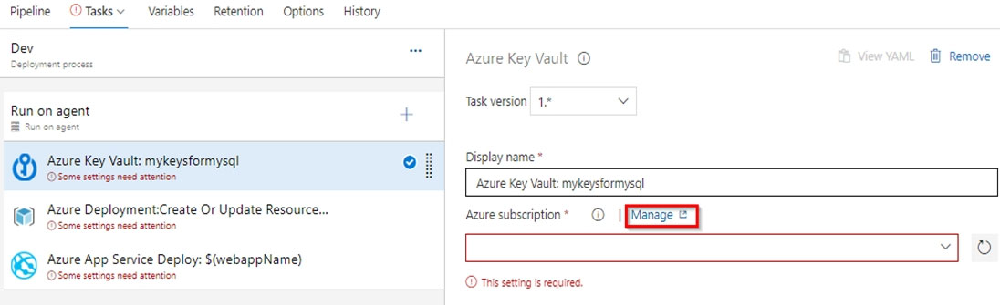 Pipeline Tasks Variables Retention Options History
Dev
Deployment process
Run on agent
Run on agent
Azure Key Vault: mykeysformysql
Some settings need attention
Azure Deployment:Create Or Update Resource...
Some settings need attention
Azure App Service Deploy: $(webappName)
Some settings need attention
Azure Key Vault
View YAML Remove
Task version 1.*
Display name *
Azure Key Vault: mykeysformysql
Azure subscription * | Manage
This setting is required.